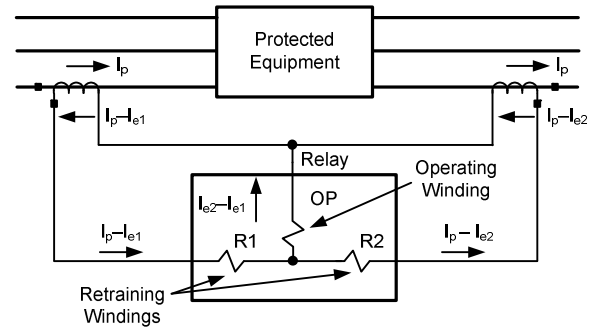 Protected
Equipment
Ip
Ip
Ip–Ie1
Ip–Ie2
Relay
Operating
Winding
OP
Ie2–Ie1
Ip–Ie1
R1
R2
Ip – Ie2
Retraining
Windings